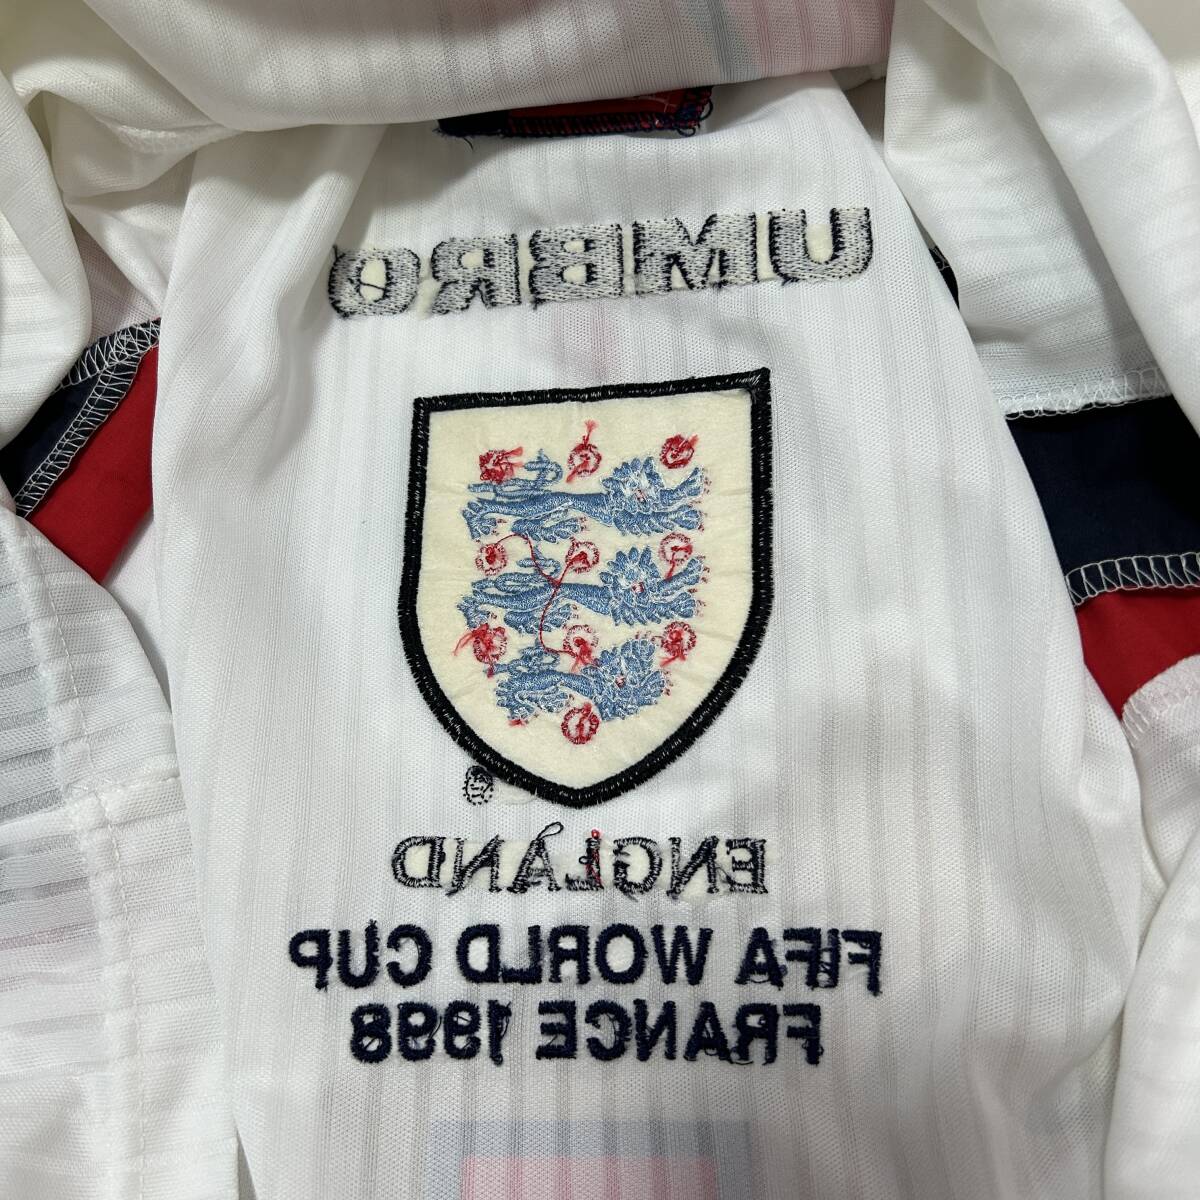 UMBRO
ENGLAND
FIFA WORLD CUP
FRANCE 1998